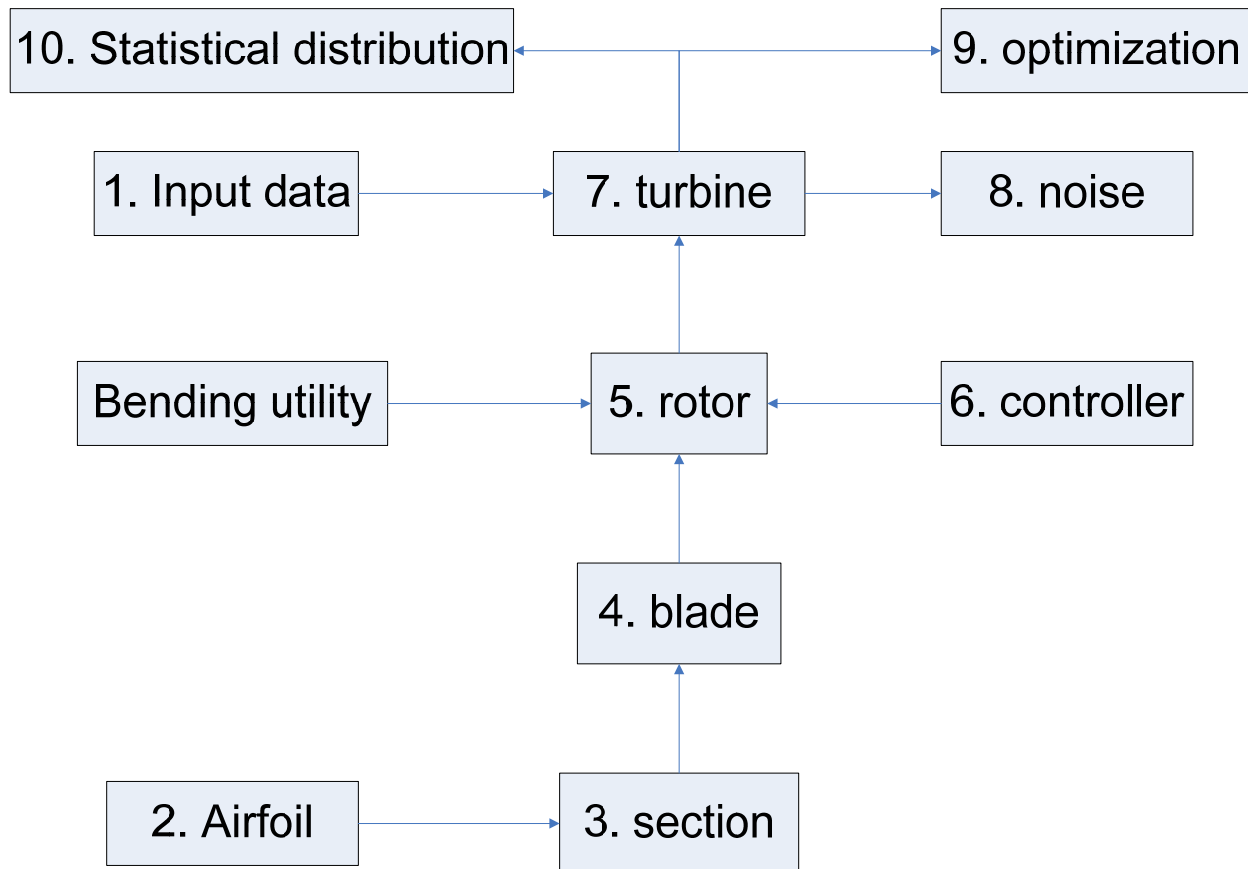 10. Statistical distribution
9. optimization
1. Input data
7. turbine
8. noise
Bending utility
5. rotor
6. controller
4. blade
2. Airfoil
3. section